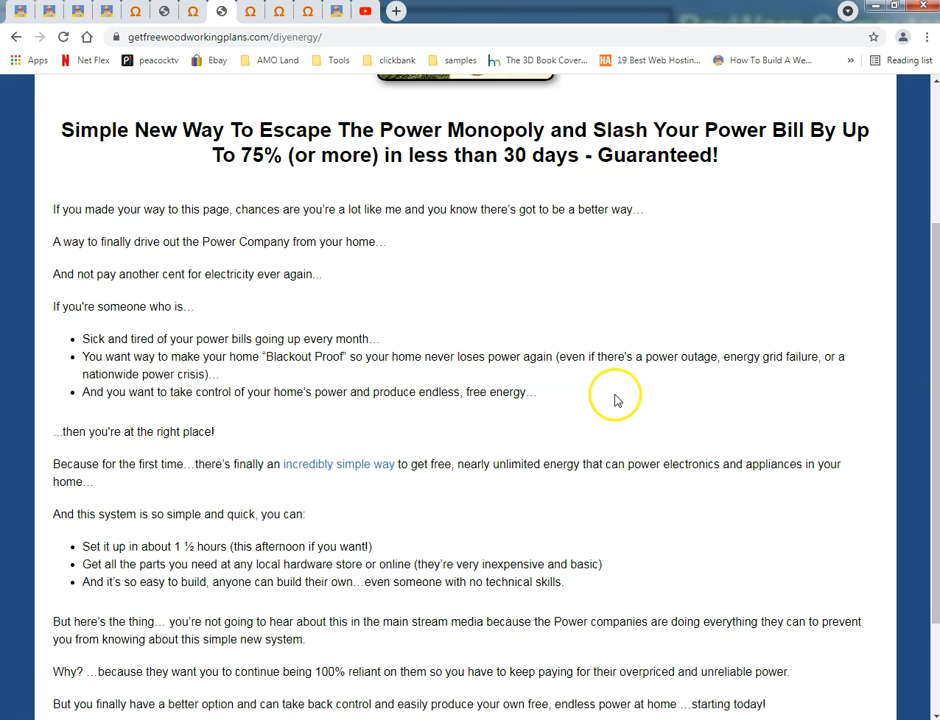 getfreewoodworkingplans.com/diyenergy/
Apps Net Flex peacocktv Ebay AMO Land Tools clickbank samples The 3D Book Cover... 19 Best Web Hostin... How To Build A We... » Reading list
Simple New Way To Escape The Power Monopoly and Slash Your Power Bill By Up
To 75% (or more) in less than 30 days - Guaranteed!
If you made your way to this page, chances are you’re a lot like me and you know there’s got to be a better way…
A way to finally drive out the Power Company from your home…
And not pay another cent for electricity ever again...
If you're someone who is…
• Sick and tired of your power bills going up every month…
• You want way to make your home “Blackout Proof” so your home never loses power again (even if there's a power outage, energy grid failure, or a
nationwide power crisis)…
• And you want to take control of your home’s power and produce endless, free energy…
...then you're at the right place!
Because for the first time…there’s finally an incredibly simple way to get free, nearly unlimited energy that can power electronics and appliances in your
home…
And this system is so simple and quick, you can:
• Set it up in about 1 ½ hours (this afternoon if you want!)
• Get all the parts you need at any local hardware store or online (they’re very inexpensive and basic)
• And it’s so easy to build, anyone can build their own…even someone with no technical skills.
But here’s the thing… you’re not going to hear about this in the main stream media because the Power companies are doing everything they can to prevent
you from knowing about this simple new system.
Why? …because they want you to continue being 100% reliant on them so you have to keep paying for their overpriced and unreliable power.
But you finally have a better option and can take back control and easily produce your own free, endless power at home …starting today!